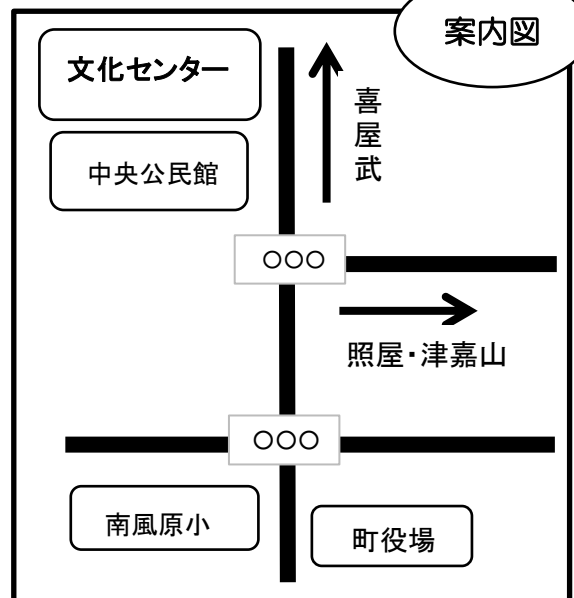 案内図
文化センター
喜屋武
中央公民館
○○○
照屋・津嘉山
○○○
南風原小
町役場